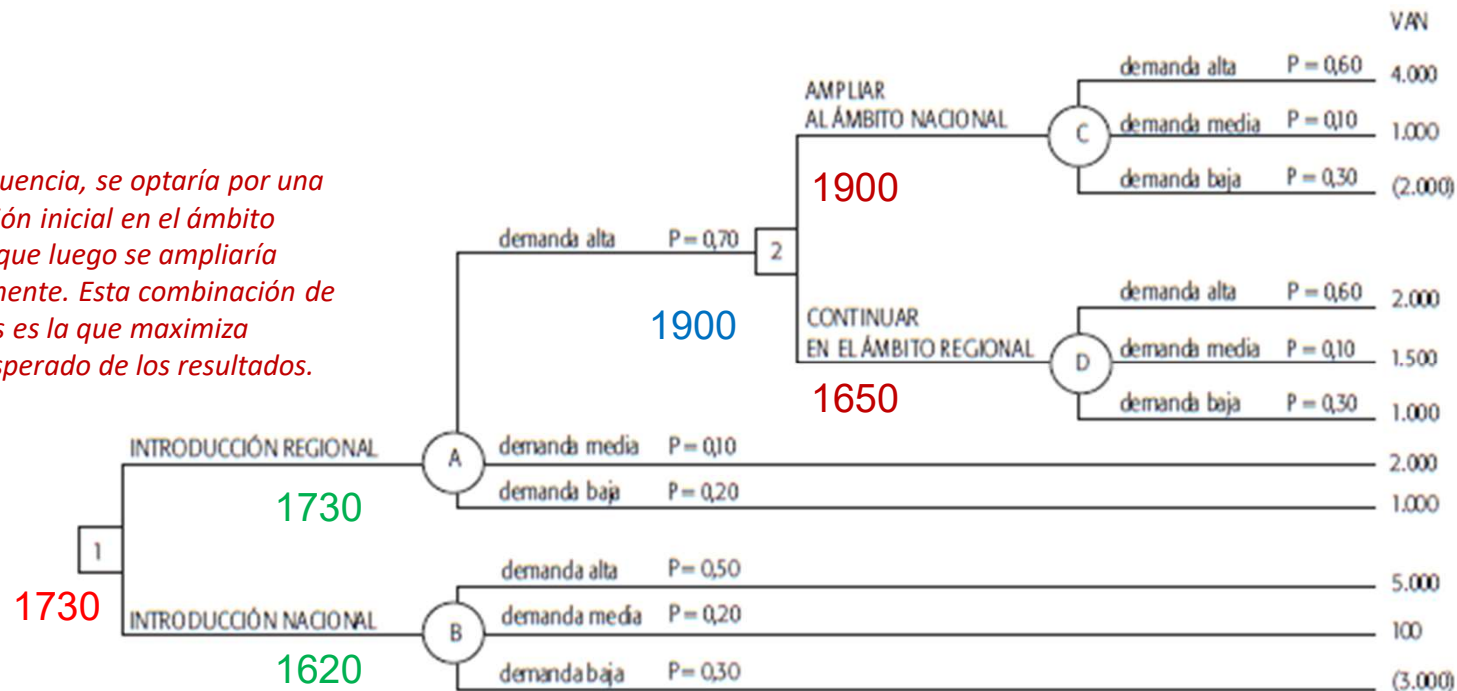 uencia, se optaría por una
ión inicial en el ámbito
que luego se ampliaría
mente. Esta combinación de
s es la que maximiza
sperado de los resultados.
VAN
demanda alta P = 0,60 4.000
AMPLIAR
AL ÁMBITO NACIONAL
C
demanda media P = 0,10 1.000
1900
demanda baja P = 0,30 (2.000)
demanda alta P = 0,70
2
1900
demanda alta P = 0,60 2.000
CONTINUAR
EN EL ÁMBITO REGIONAL
D
demanda media P = 0,10 1.500
1650
demanda baja P = 0,30 1.000
INTRODUCCIÓN REGIONAL
A
demanda media P = 0,10 2.000
1730
demanda baja P = 0,20 1.000
1
1730
demanda alta P = 0,50 5.000
INTRODUCCIÓN NACIONAL
B
demanda media P = 0,20 100
1620
demanda baja P = 0,30 (3.000)